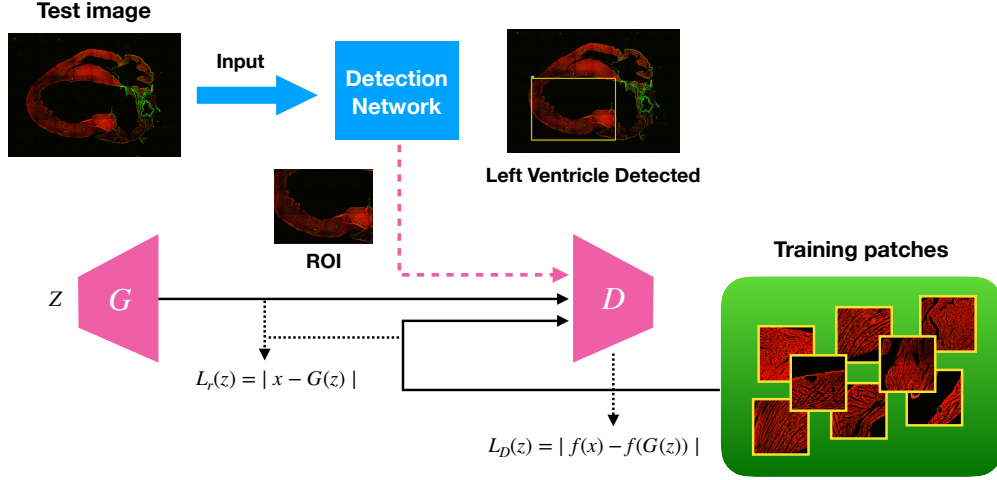 Test image
Input
Detection
Network
Left Ventricle Detected
ROI
Training patches
Z
G
D
L_r(z) = | x − G(z) |
L_D(z) = | f(x) − f(G(z)) |